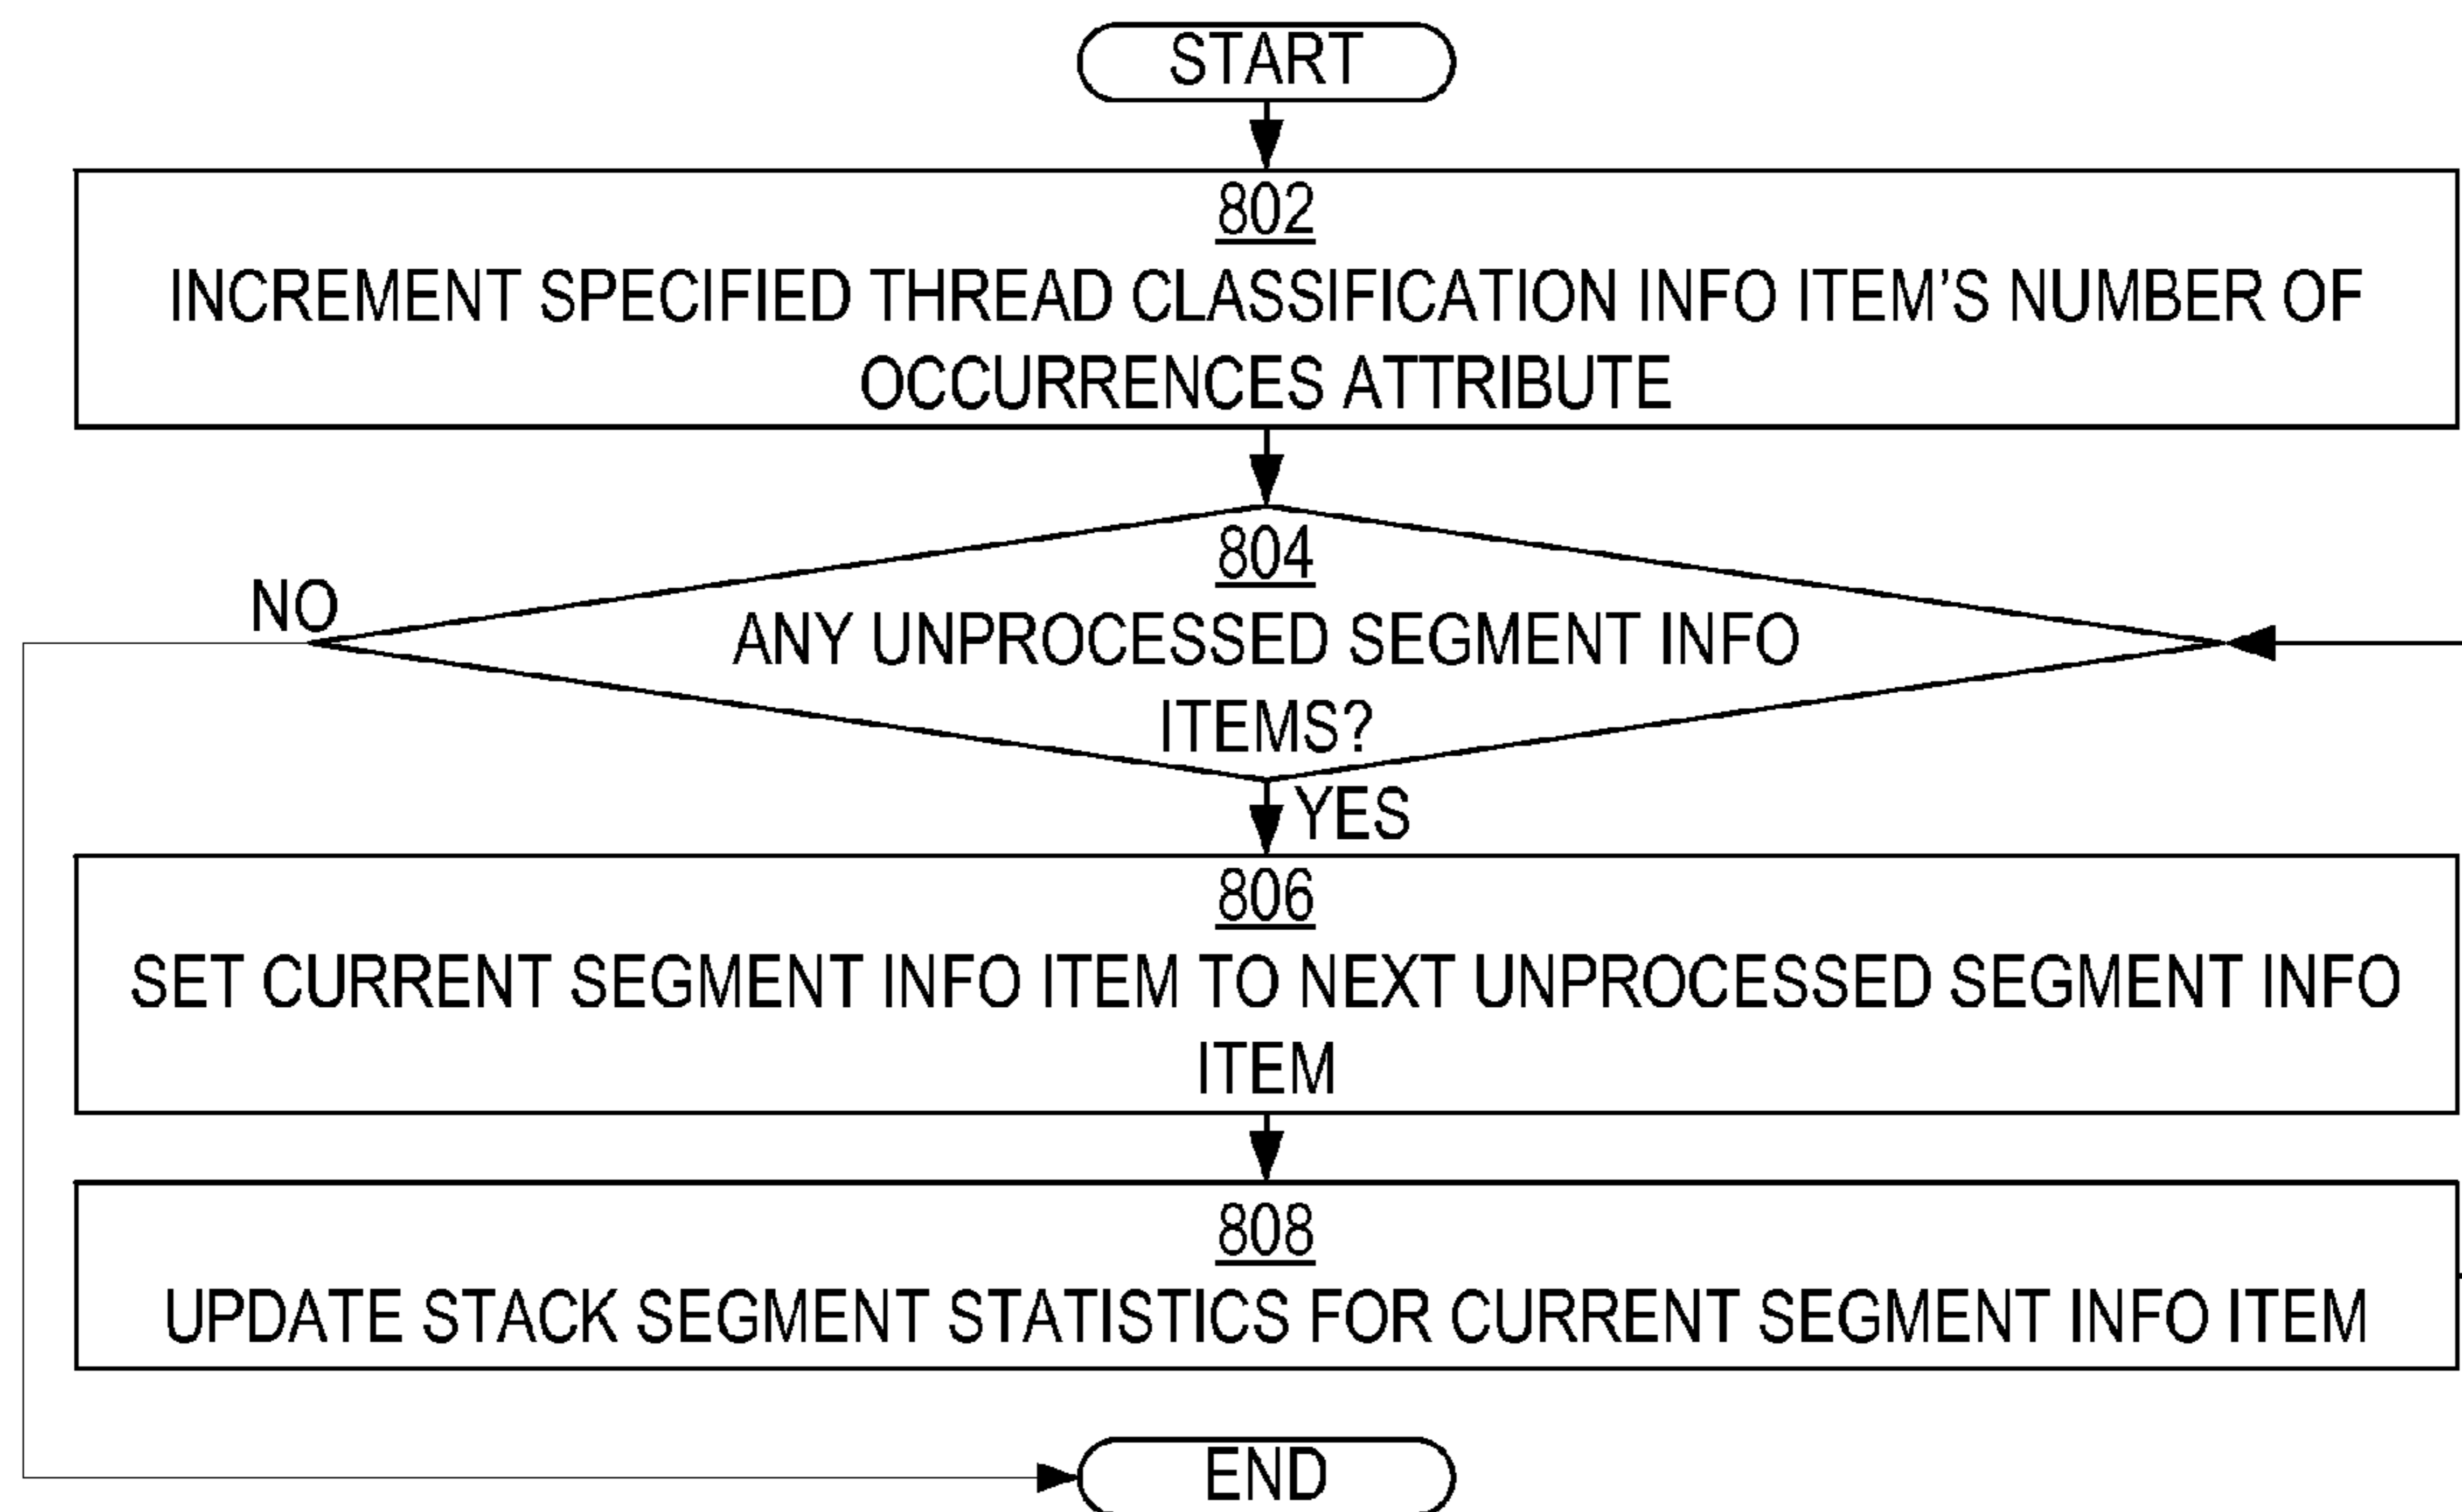 START
802
INCREMENT SPECIFIED THREAD CLASSIFICATION INFO ITEM’S NUMBER OF
OCCURRENCES ATTRIBUTE
804
NO
ANY UNPROCESSED SEGMENT INFO
ITEMS?
YES
806
SET CURRENT SEGMENT INFO ITEM TO NEXT UNPROCESSED SEGMENT INFO
ITEM
808
UPDATE STACK SEGMENT STATISTICS FOR CURRENT SEGMENT INFO ITEM
END